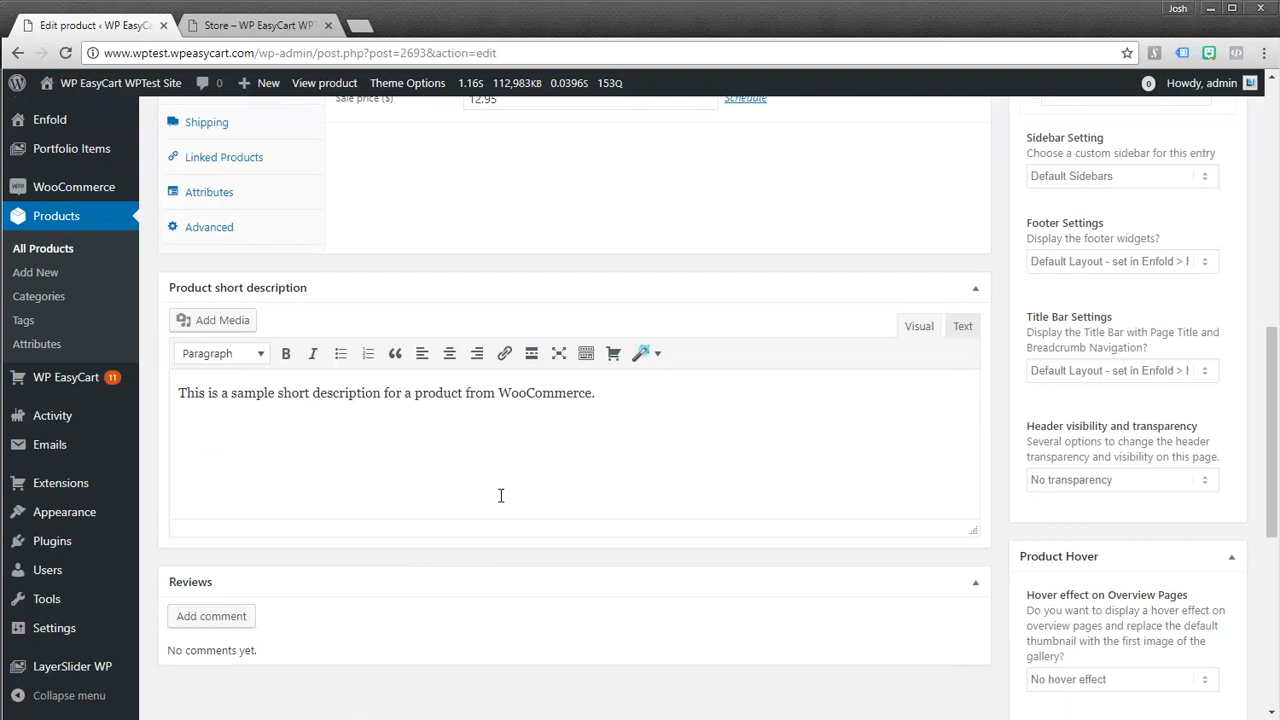 Josh
Edit product ‹ WP EasyCa
Store – WP EasyCart WPT
www.wptest.wpeasycart.com/wp-admin/post.php?post=2693&action=edit
WP EasyCart WPTest Site
New
View product
Theme Options
1.16s
112,983KB
0.0396s
153Q
0
Howdy, admin
Enfold
Portfolio Items
WooCommerce
Products
All Products
Add New
Categories
Tags
Attributes
WP EasyCart 11
Activity
Emails
Extensions
Appearance
Plugins
Users
Tools
Settings
LayerSlider WP
Collapse menu
Sale price ($)
12.95
Schedule
Shipping
Linked Products
Attributes
Advanced
Product short description
Add Media
Visual
Text
Paragraph
This is a sample short description for a product from WooCommerce.
Reviews
Add comment
No comments yet.
Sidebar Setting
Choose a custom sidebar for this entry
Default Sidebars
Footer Settings
Display the footer widgets?
Default Layout - set in Enfold > F
Title Bar Settings
Display the Title Bar with Page Title and
Breadcrumb Navigation?
Default Layout - set in Enfold >
Header visibility and transparency
Several options to change the header
transparency and visibility on this page.
No transparency
Product Hover
Hover effect on Overview Pages
Do you want to display a hover effect on
overview pages and replace the default
thumbnail with the first image of the
gallery?
No hover effect